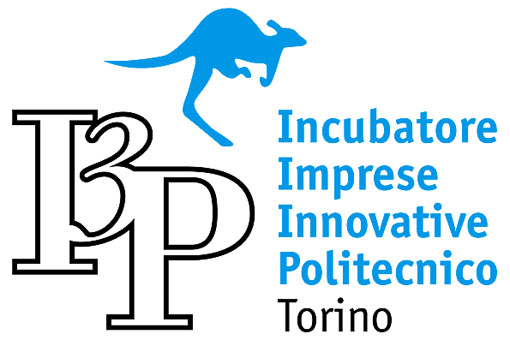 I3P
Incubatore
Imprese
Innovative
Politecnico
Torino